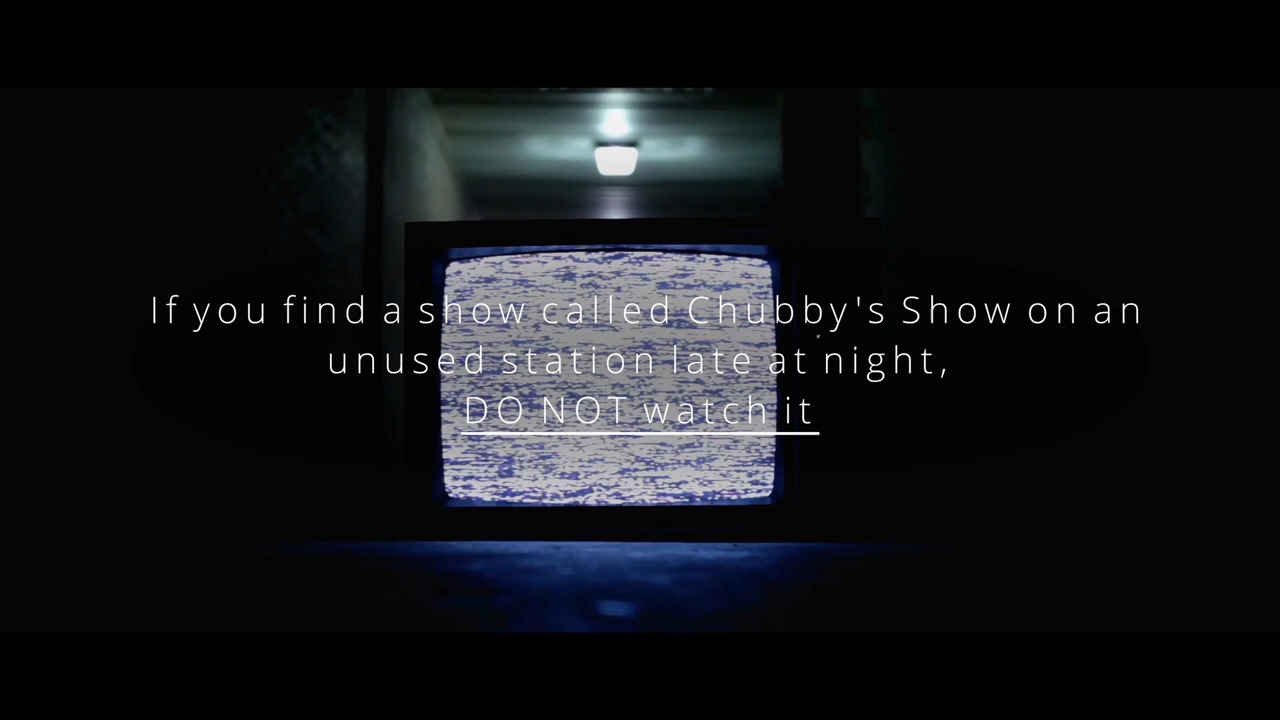 If you find a show called Chubby's Show on an
unused station late at night,
DO NOT watch it